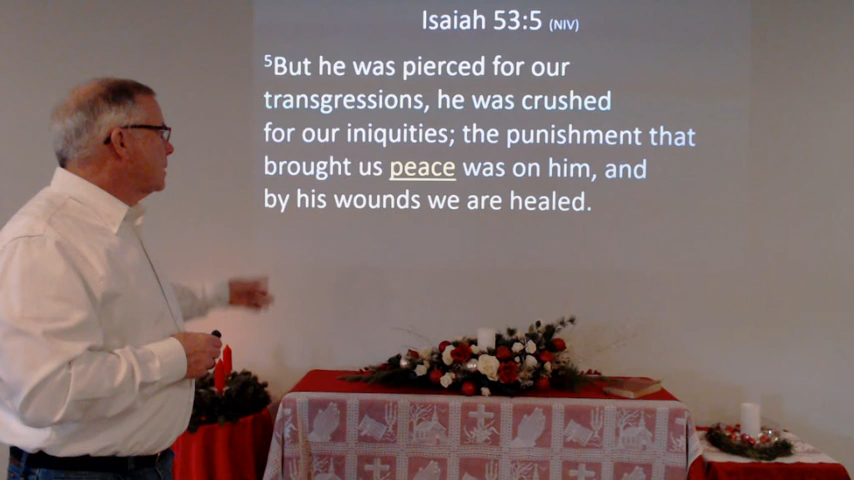 Isaiah 53:5 (NIV)
⁵But he was pierced for our
transgressions, he was crushed
for our iniquities; the punishment that
brought us peace was on him, and
by his wounds we are healed.